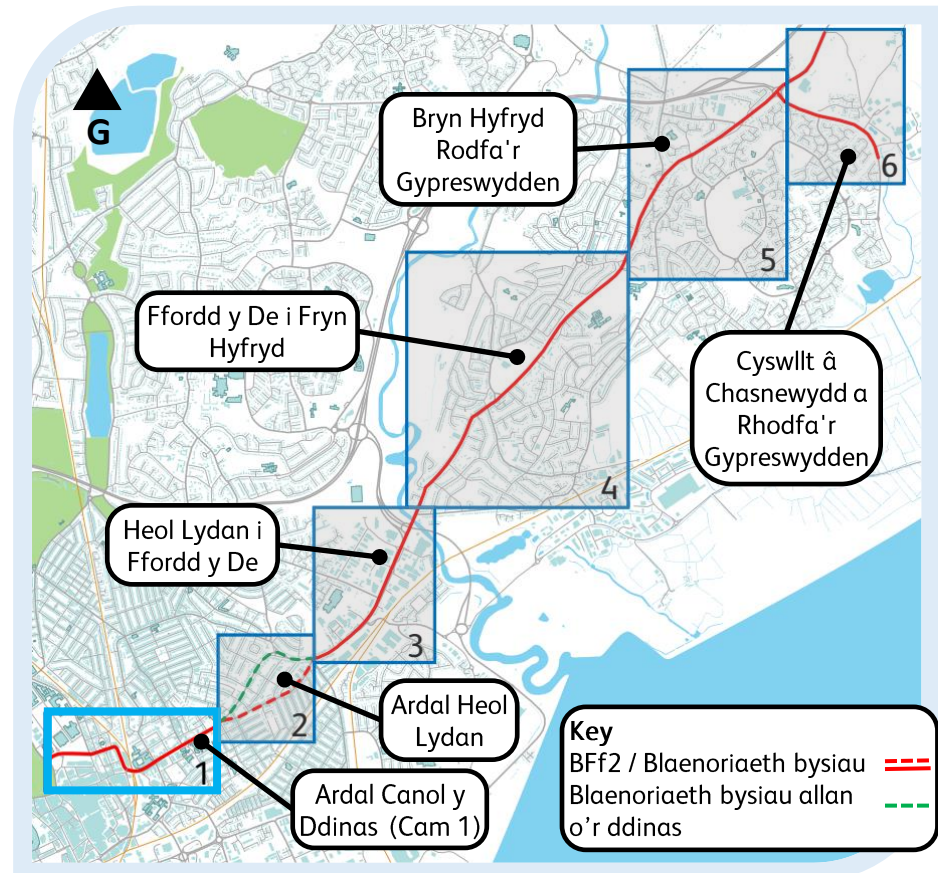 G
Bryn Hyfryd
Rodfa'r
Gypreswydden
6
5
Ffordd y De i Fryn
Hyfryd
Cyswllt â
Chasnewydd a
Rhodfa'r
Gypreswydden
4
Heol Lydan i
Ffordd y De
3
Ardal Heol
Lydan
2
1
Ardal Canol y
Ddinas (Cam 1)
Key
BFf2 / Blaenoriaeth bysiau
Blaenoriaeth bysiau allan
o'r ddinas